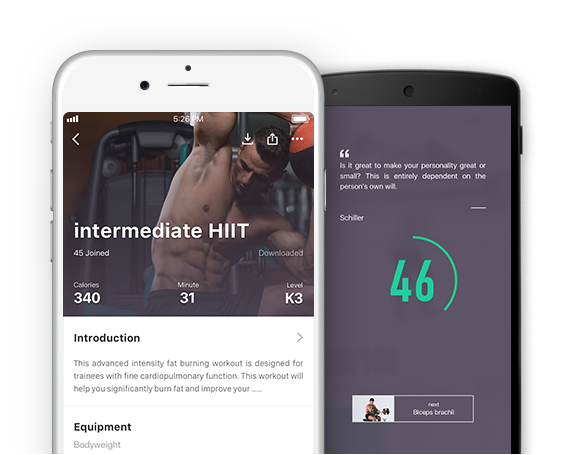 5:26 PM
intermediate HIIT
45 Joined
Downloaded
Calories
Minute
Level
340
31
K3
Introduction
This advanced intensity fat burning workout is designed for
trainees with fine cardiopulmonary function. This workout will
help you significantly burn fat and improve your ......
Equipment
Bodyweight
“
Is it great to make your personality great or
small? This is entirely dependent on the
person's own will.
Schiller
46
next
Biceps brachii